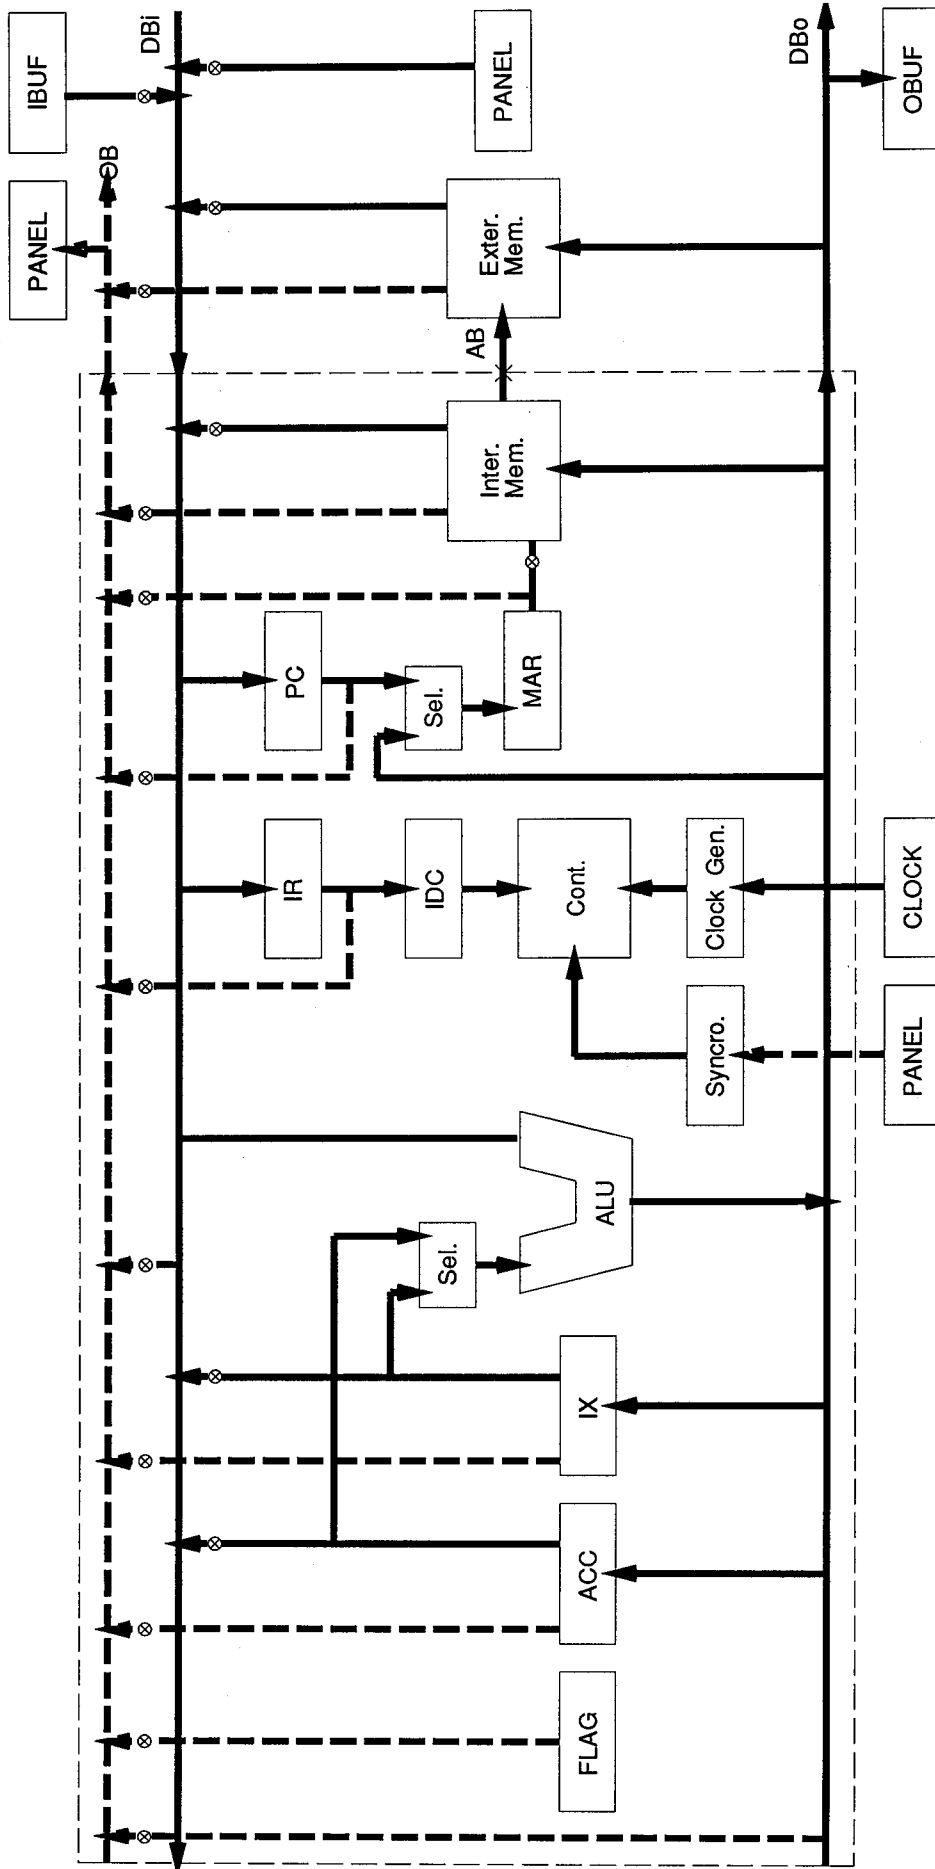 IBUF
DBi
PANEL
OB
PANEL
DBo
OBUF
Exter.
Mem.
AB
Inter.
Mem.
PC
Sel.
MAR
IR
IDC
Cont.
Clock Gen.
CLOCK
Syncro.
PANEL
Sel.
ALU
IX
ACC
FLAG